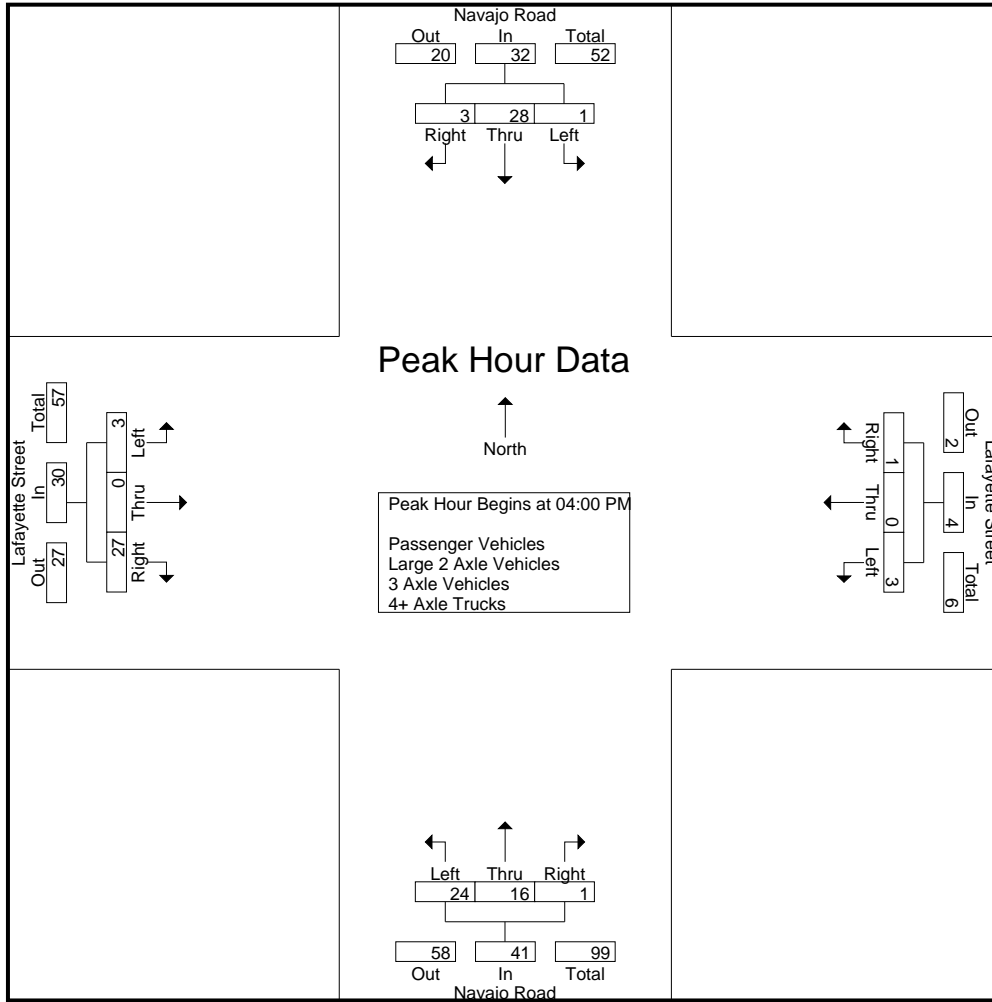 Navajo Road
Out In Total
20 32 52
3 28 1
Right Thru Left
Peak Hour Data
North
Peak Hour Begins at 04:00 PM
Passenger Vehicles
Large 2 Axle Vehicles
3 Axle Vehicles
4+ Axle Trucks
Lafayette Street
Out In Total
27 30 57
27 0 3
Right Thru Left
Lafayette Street
Out In Total
2 4 6
1 0 3
Right Thru Left
Left Thru Right
24 16 1
58 41 99
Out In Total
Navajo Road